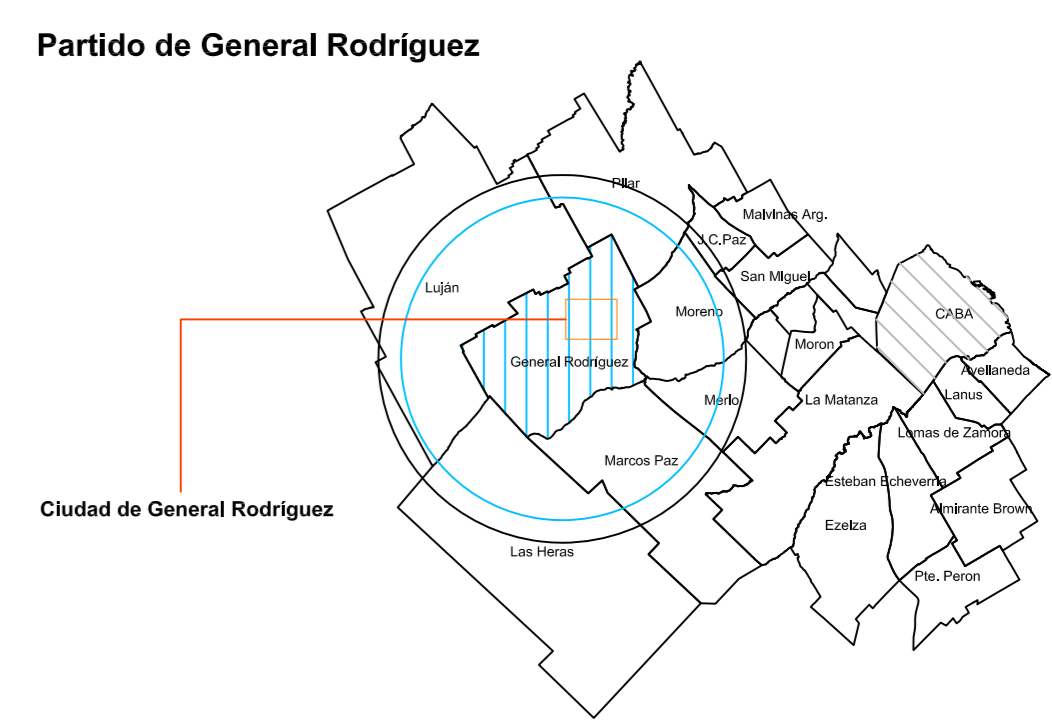 Partido de General Rodríguez
Pilar
Malvinas Arg.
J.C.Paz
San MIguel
Luján
Moreno
CABA
Moron
General Rodríguez
Avellaneda
Merlo
La Matanza
Lanus
Lomas de Zamora
Marcos Paz
Esteban Echeverria
Ciudad de General Rodríguez
Almirante Brown
Ezelza
Las Heras
Pte. Peron